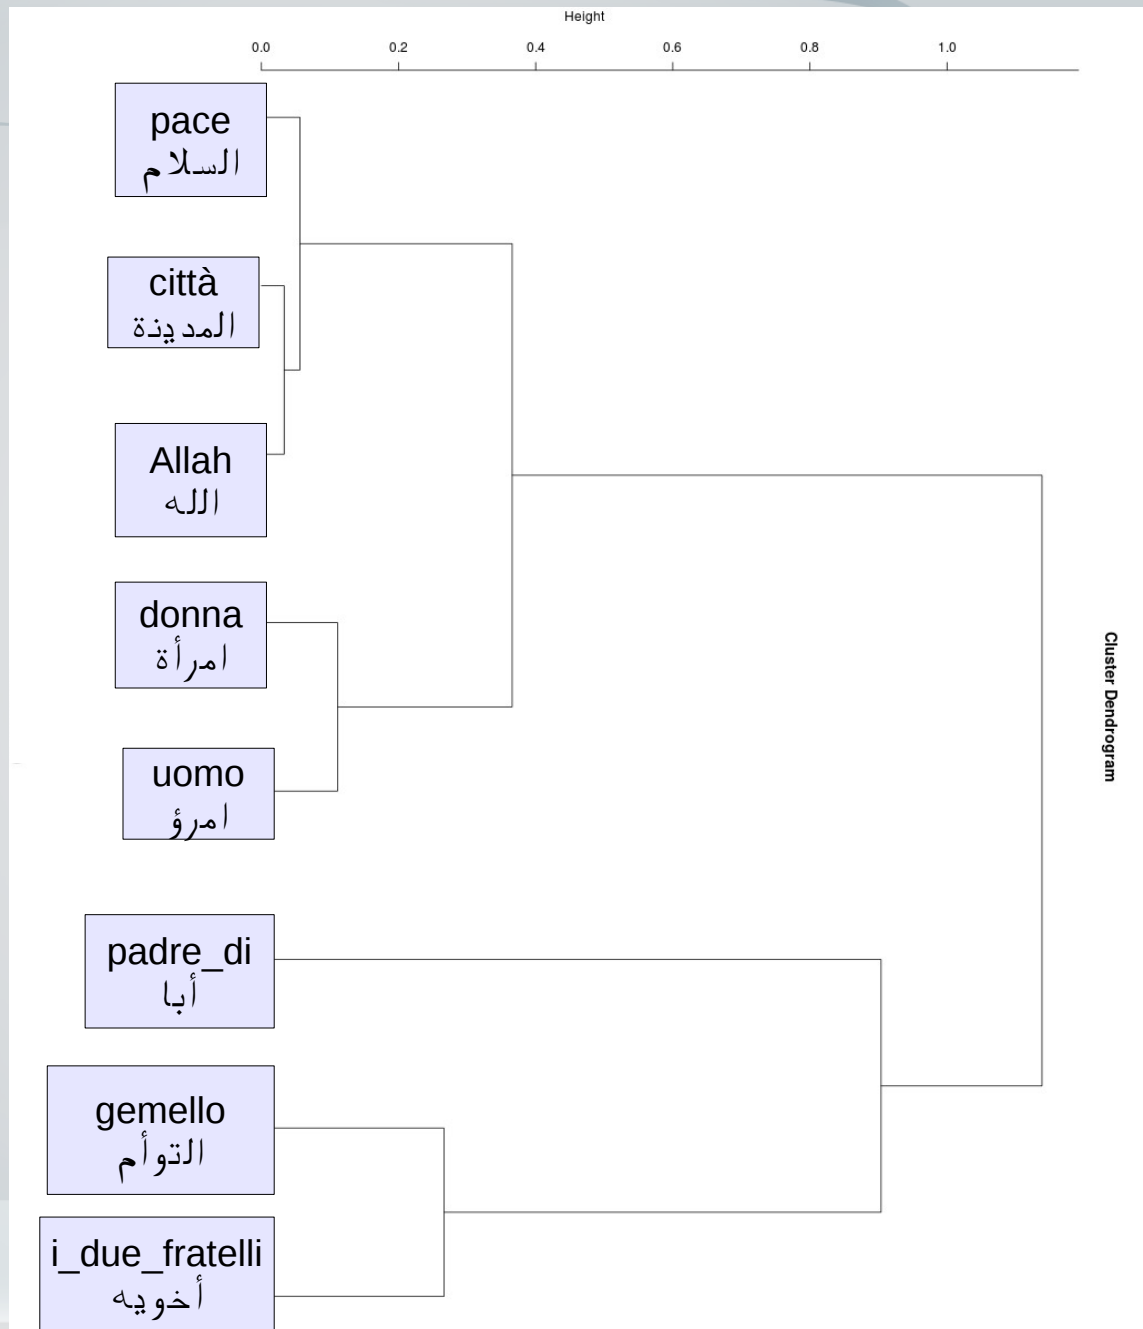 Height
0.0 0.2 0.4 0.6 0.8 1.0
pace
السلام
città
المدينة
Allah
الله
donna
امرأة
uomo
امرؤ
Cluster Dendrogram
padre_di
أبا
gemello
التوأم
i_due_fratelli
أخويه